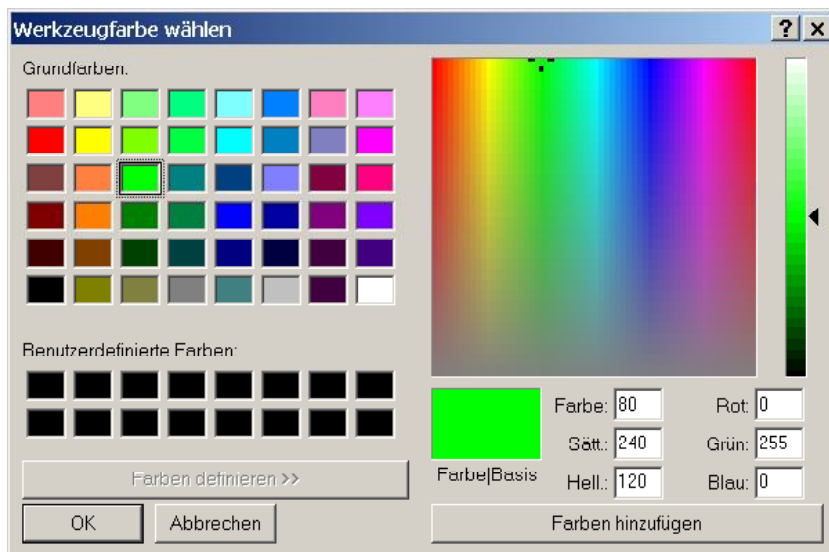 Werkzeugfarbe wählen
Grundfarben:
Benutzerdefinierte Farben:
Farben definieren >>
OK
Abbrechen
Farbe|Basis
Farbe: 80
Sätt.: 240
Hell.: 120
Rot: 0
Grün: 255
Blau: 0
Farben hinzufügen